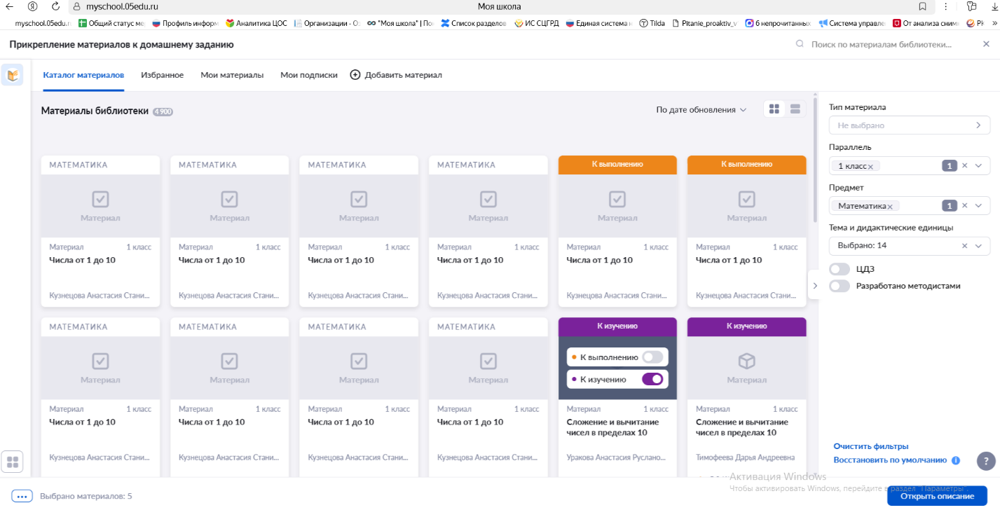 myschool.05edu.ru
Моя школа
myschool.05edu.r
Общий статус ме
Профиль информ
Аналитика ЦОС
Организации - О
"Моя школа" | По
Список разделов
ИС СЦГРД
Единая система
Tilda
Pitanie_proaktiv_v
6 непрочитанных
Система управле
От анализа сним
Прикрепление материалов к домашнему заданию
Поиск по материалам библиотеки...
Каталог материалов
Избранное
Мои материалы
Мои подписки
Добавить материал
Материалы библиотеки 4 900
По дате обновления
МАТЕМАТИКА
МАТЕМАТИКА
МАТЕМАТИКА
МАТЕМАТИКА
К выполнению
К выполнению
Материал
Материал
Материал
Материал
Материал
Материал
Материал 1 класс
Материал 1 класс
Материал 1 класс
Материал 1 класс
Материал 1 класс
Материал 1 класс
Числа от 1 до 10
Числа от 1 до 10
Числа от 1 до 10
Числа от 1 до 10
Числа от 1 до 10
Числа от 1 до 10
Кузнецова Анастасия Стани...
Кузнецова Анастасия Стани...
Кузнецова Анастасия Стани...
Кузнецова Анастасия Стани...
Кузнецова Анастасия Стани...
Кузнецова Анастасия Стани...
МАТЕМАТИКА
МАТЕМАТИКА
МАТЕМАТИКА
МАТЕМАТИКА
К изучению
К изучению
Материал
Материал
Материал
Материал
К выполнению
К изучению
Материал
Материал 1 класс
Материал 1 класс
Материал 1 класс
Материал 1 класс
Материал 1 класс
Материал 1 класс
Числа от 1 до 10
Числа от 1 до 10
Числа от 1 до 10
Числа от 1 до 10
Сложение и вычитание
чисел в пределах 10
Сложение и вычитание
чисел в пределах 10
Кузнецова Анастасия Стани...
Кузнецова Анастасия Стани...
Кузнецова Анастасия Стани...
Кузнецова Анастасия Стани...
Уракова Анастасия Руслано...
Тимофеева Дарья Андреевна
Тип материала
Не выбрано
Параллель
1 класс 1
Предмет
Математика 1
Тема и дидактические единицы
Выбрано: 14
ЦДЗ
Разработано методистами
Очистить фильтры
Восстановить по умолчанию
?
Активация Windows
Чтобы активировать Windows, перейдите в раздел "Параметры".
Выбрано материалов: 5
Открыть описание